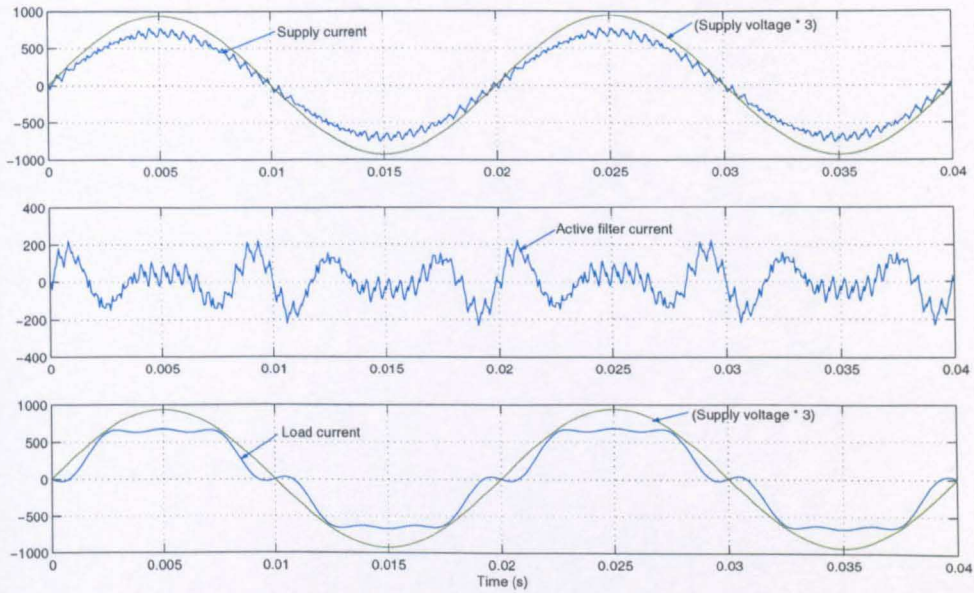 1000
(Supply voltage * 3)
Supply current
500
0
−500
−1000
0 0.005 0.01 0.015 0.02 0.025 0.03 0.035 0.04
400
Active filter current
200
0
−200
−400
0 0.005 0.01 0.015 0.02 0.025 0.03 0.035 0.04
1000
(Supply voltage * 3)
Load current
500
0
−500
−1000
0 0.005 0.01 0.015 0.02 0.025 0.03 0.035 0.04
Time (s)